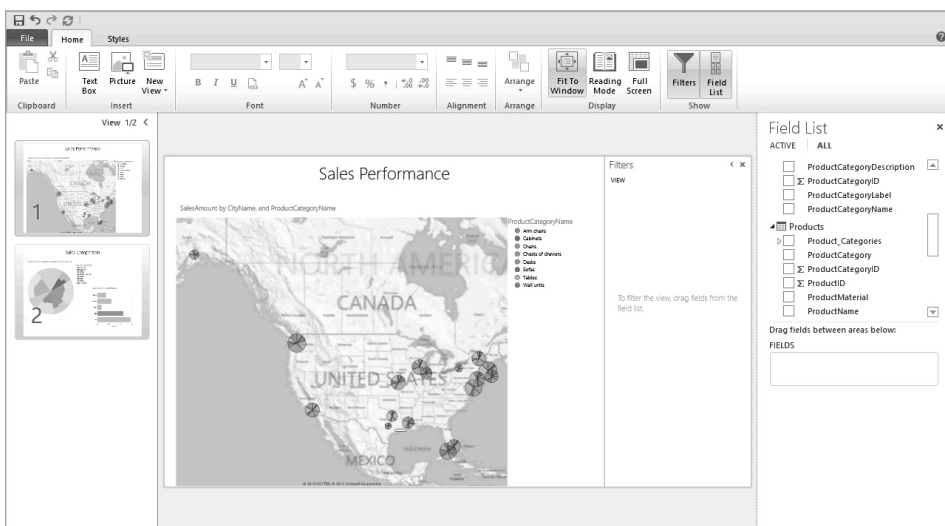 File Home Styles
Paste
Text Box
Picture
New View
B I U
A A
$ % ,
Arrange
Fit To Window
Reading Mode
Full Screen
Filters
Field List
Clipboard Insert Font Number Alignment Arrange Display Show
View 1/2
Sales Performance
1
Sales Comparison
2
Sales Performance
SalesAmount by CityName, and ProductCategoryName
NORTH AMERICA
CANADA
UNITED STATES
MEXICO
ProductCategoryName
Arm chairs
Cabinets
Chairs
Chests of drawers
Desks
Sofas
Tables
Wall units
Filters
VIEW
To filter the view, drag fields from the
field list.
Field List
ACTIVE ALL
ProductCategoryDescription
Σ ProductCategoryID
ProductCategoryLabel
ProductCategoryName
Products
Product_Categories
ProductCategory
Σ ProductCategoryID
Σ ProductID
ProductMaterial
ProductName
Drag fields between areas below:
FIELDS